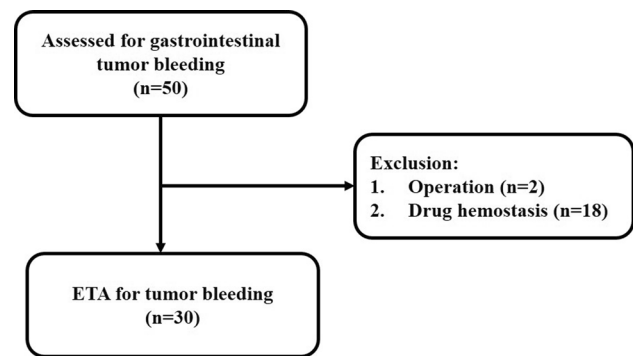 Assessed for gastrointestinal
tumor bleeding
(n=50)
Exclusion:
1. Operation (n=2)
2. Drug hemostasis (n=18)
ETA for tumor bleeding
(n=30)